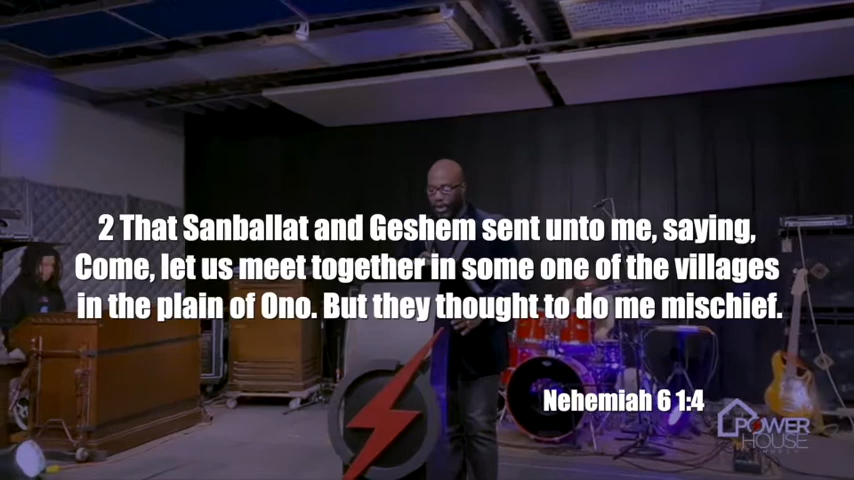 2 That Sanballat and Geshem sent unto me, saying,
Come, let us meet together in some one of the villages
in the plain of Ono. But they thought to do me mischief.
Nehemiah 6 1:4
POWER
HOUSE